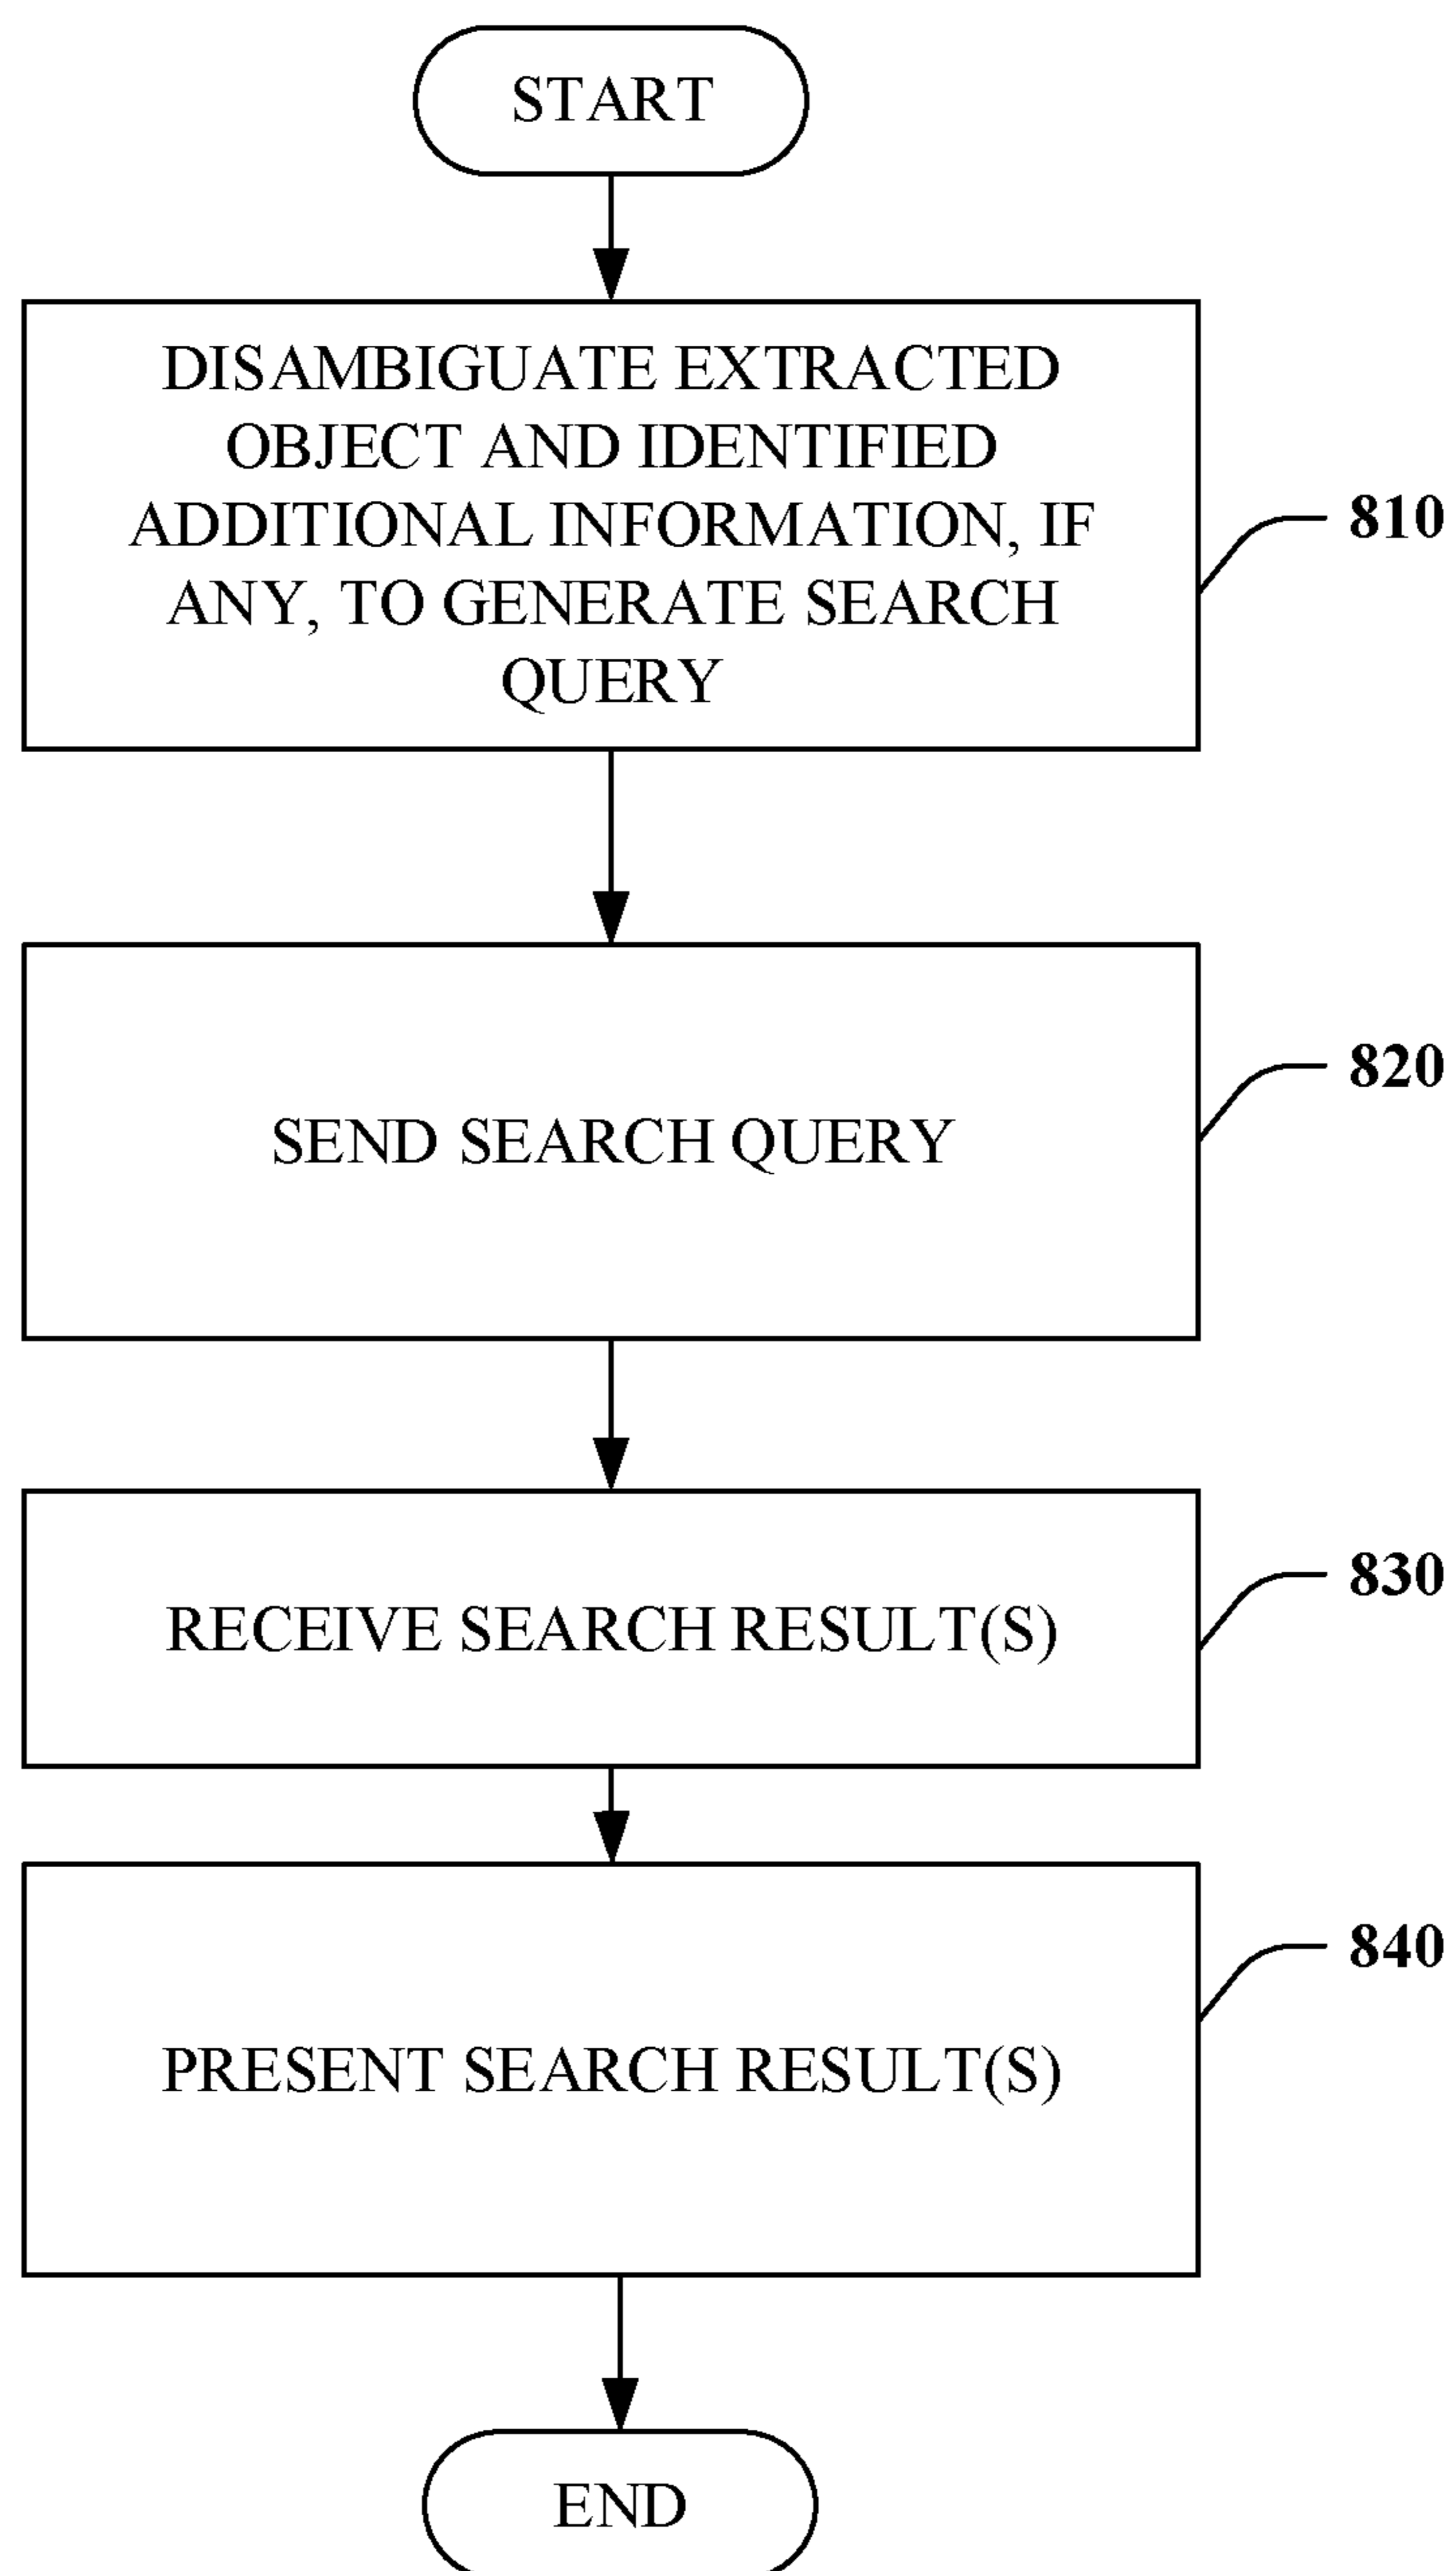 START
DISAMBIGUATE EXTRACTED
OBJECT AND IDENTIFIED
ADDITIONAL INFORMATION, IF
ANY, TO GENERATE SEARCH
QUERY
810
SEND SEARCH QUERY
820
RECEIVE SEARCH RESULT(S)
830
PRESENT SEARCH RESULT(S)
840
END